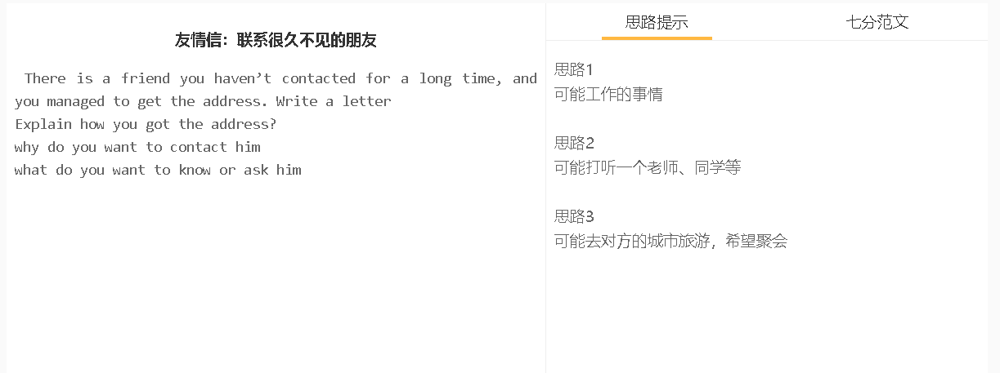 友情信：联系很久不见的朋友
There is a friend you haven’t contacted for a long time, and
you managed to get the address. Write a letter
Explain how you got the address?
why do you want to contact him
what do you want to know or ask him
思路提示
七分范文
思路1
可能工作的事情
思路2
可能打听一个老师、同学等
思路3
可能去对方的城市旅游，希望聚会